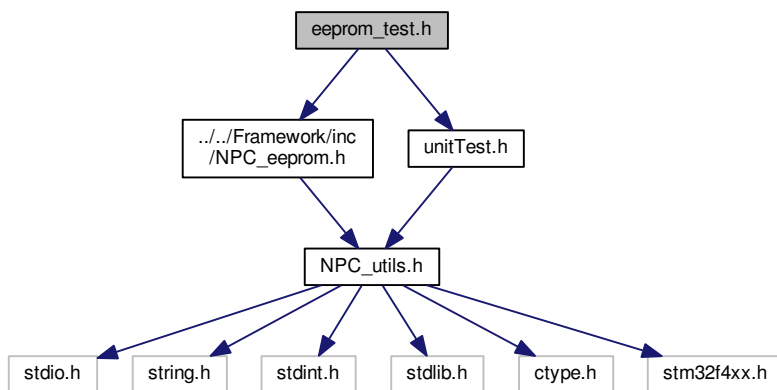 eeprom_test.h
../../Framework/inc
/NPC_eeprom.h
unitTest.h
NPC_utils.h
stdio.h
string.h
stdint.h
stdlib.h
ctype.h
stm32f4xx.h